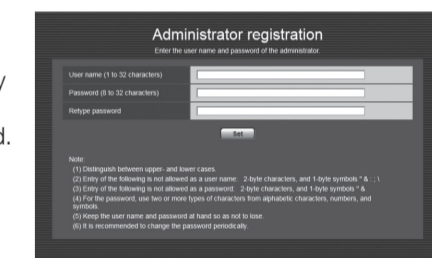 Administrator registration
Enter the user name and password of the administrator.
User name (1 to 32 characters)
Password (8 to 32 characters)
Retype password
Set
Note:
(1) Distinguish between upper- and lower cases.
(2) Entry of the following is not allowed as a user name: 2-byte characters, and 1-byte symbols " & : ; \
(3) Entry of the following is not allowed as a password: 2-byte characters, and 1-byte symbols " &
(4) For the password, use two or more types of characters from alphabetic characters, numbers, and
symbols.
(5) Keep the user name and password at hand so as not to lose.
(6) It is recommended to change the password periodically.